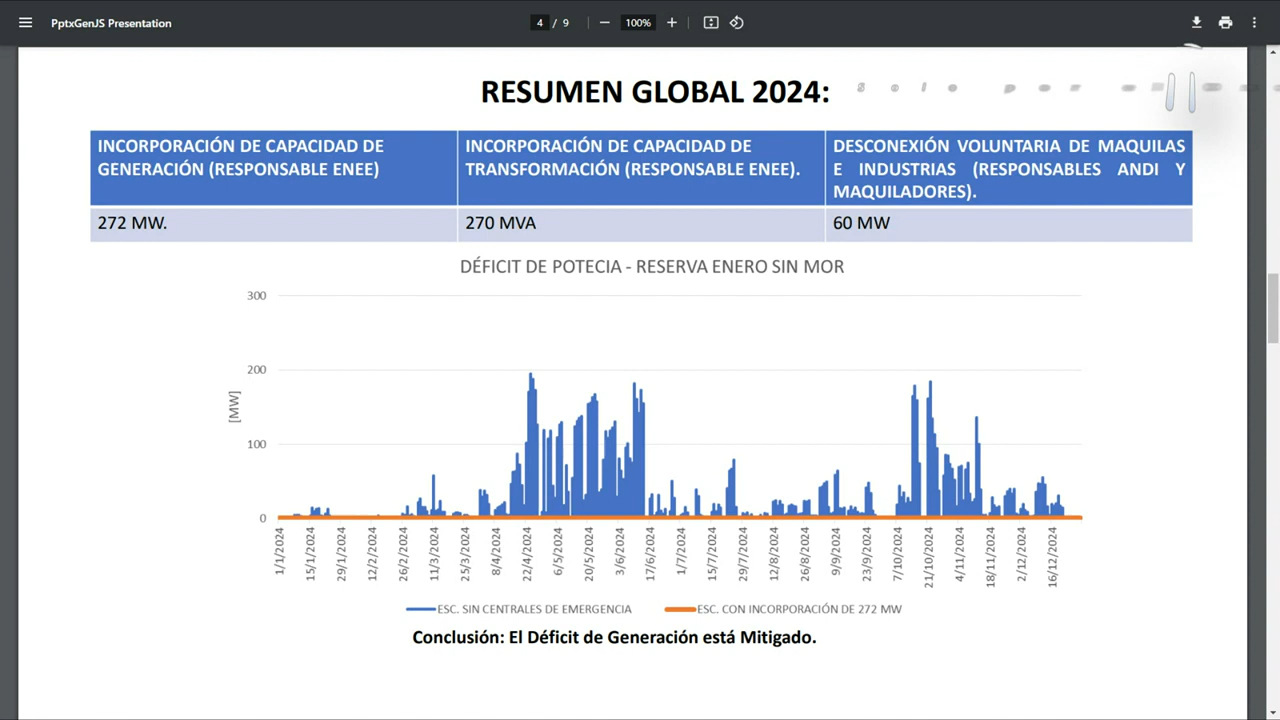 PptxGenJS Presentation
4 / 9
100%
RESUMEN GLOBAL 2024:
Solo por
INCORPORACIÓN DE CAPACIDAD DE
GENERACIÓN (RESPONSABLE ENEE)
INCORPORACIÓN DE CAPACIDAD DE
TRANSFORMACIÓN (RESPONSABLE ENEE).
DESCONEXIÓN VOLUNTARIA DE MAQUILAS
E INDUSTRIAS (RESPONSABLES ANDI Y
MAQUILADORES).
272 MW.
270 MVA
60 MW
DÉFICIT DE POTECIA - RESERVA ENERO SIN MOR
[MW]
300
200
100
0
1/1/2024
15/1/2024
29/1/2024
12/2/2024
26/2/2024
11/3/2024
25/3/2024
8/4/2024
22/4/2024
6/5/2024
20/5/2024
3/6/2024
17/6/2024
1/7/2024
15/7/2024
29/7/2024
12/8/2024
26/8/2024
9/9/2024
23/9/2024
7/10/2024
21/10/2024
4/11/2024
18/11/2024
2/12/2024
16/12/2024
ESC. SIN CENTRALES DE EMERGENCIA
ESC. CON INCORPORACIÓN DE 272 MW
Conclusión: El Déficit de Generación está Mitigado.